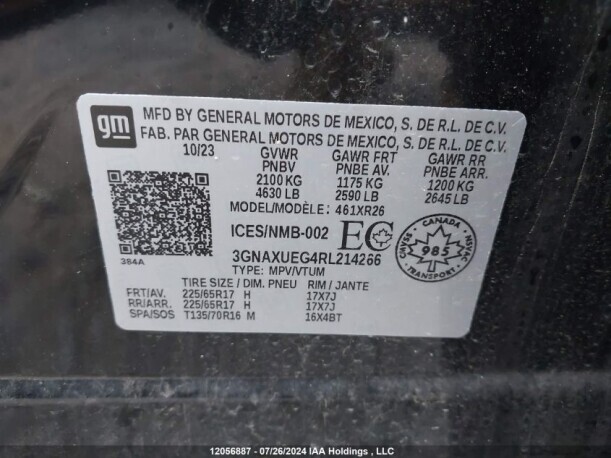 gm
MFD BY GENERAL MOTORS DE MEXICO, S. DE R.L. DE C.V.
FAB. PAR GENERAL MOTORS DE MEXICO, S. DE R.L. DE C.V.
10/23 GVWR GAWR FRT GAWR RR
PNBV PNBE AV. PNBE ARR.
2100 KG 1175 KG 1200 KG
4630 LB 2590 LB 2645 LB
MODEL/MODÈLE: 461XR26
ICES/NMB-002 EC
3GNAXUEG4RL214266
384A
TYPE: MPV/VTUM
CANADA
985
TRANSPORT
NSVAC
SMVNC
TIRE SIZE / DIM. PNEU RIM / JANTE
FRT/AV. 225/65R17 H 17X7J
RR/ARR. 225/65R17 H 17X7J
SPA/SOS T135/70R16 M 16X4BT
12056887 - 07/26/2024 IAA Holdings , LLC